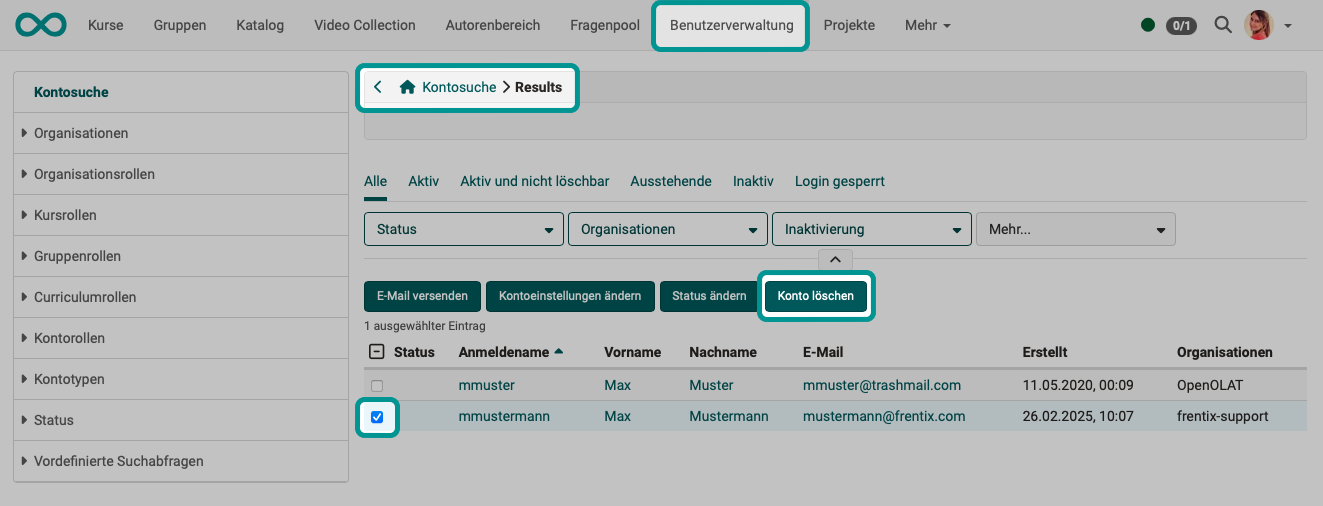 Kurse Gruppen Katalog Video Collection Autorenbereich Fragenpool Benutzerverwaltung Projekte Mehr 0/1
Kontosuche
Organisationen
Organisationsrollen
Kursrollen
Gruppenrollen
Curriculumrollen
Kontorollen
Kontotypen
Status
Vordefinierte Suchabfragen
Kontosuche Results
Alle Aktiv Aktiv und nicht löschbar Ausstehende Inaktiv Login gesperrt
Status Organisationen Inaktivierung Mehr...
E-Mail versenden Kontoeinstellungen ändern Status ändern Konto löschen
1 ausgewählter Eintrag
Status Anmeldename Vorname Nachname E-Mail Erstellt Organisationen
mmuster Max Muster mmuster@trashmail.com 11.05.2020, 00:09 OpenOLAT
mmustermann Max Mustermann mustermann@frentix.com 26.02.2025, 10:07 frentix-support